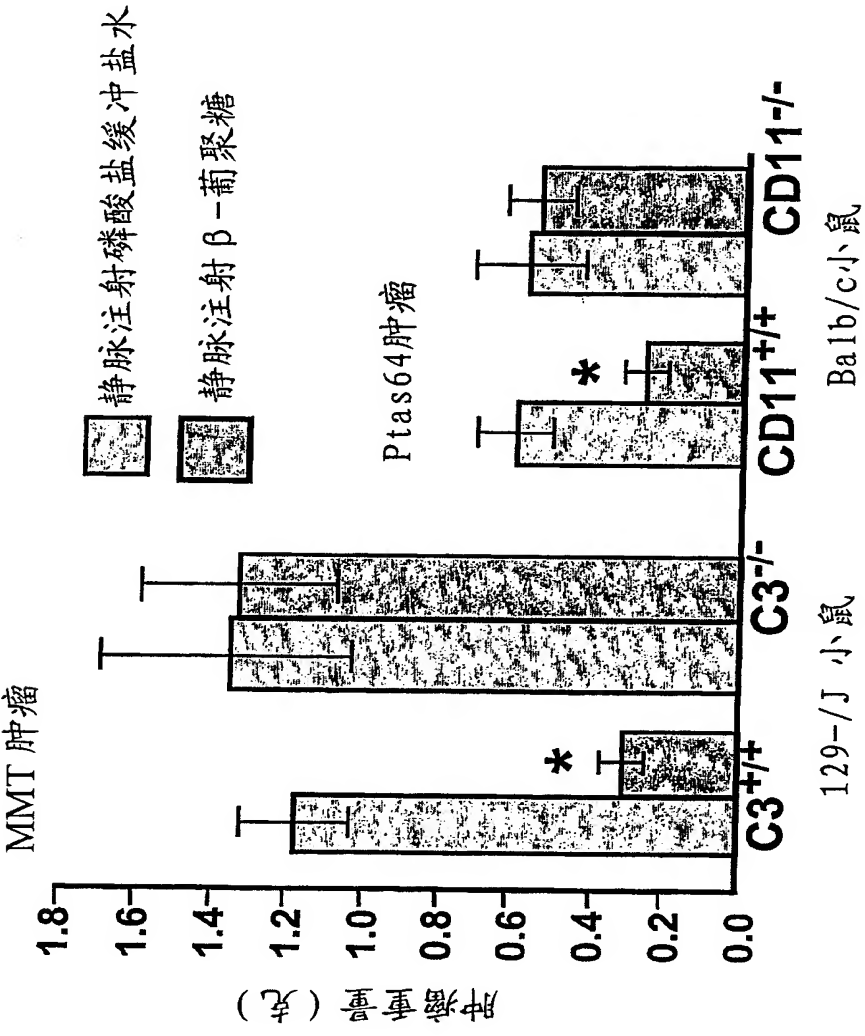 MMT 肿瘤
静脉注射磷酸盐缓冲盐水
静脉注射β-葡聚糖
Ptas64肿瘤
肿瘤重量(克)
1.8
1.6
1.4
1.2
1.0
0.8
0.6
0.4
0.2
0.0
*
*
C3+/+
C3-/-
CD11+/+
CD11-/-
129-/J 小鼠
Balb/c小鼠